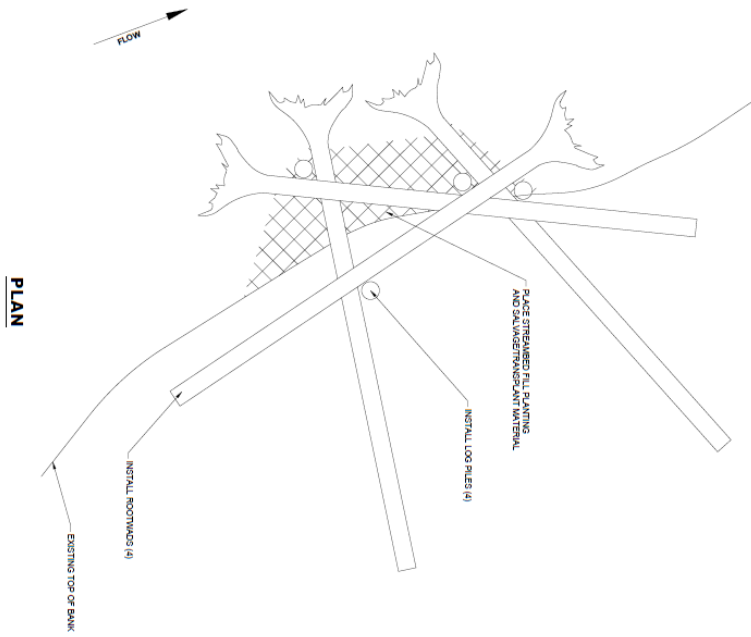 FLOW
PLACE STREAMBED FILL PLANTING
AND SALVAGE/TRANSPLANT MATERIAL
INSTALL LOG PILES (4)
INSTALL ROOTWADS (4)
EXISTING TOP OF BANK
PLAN